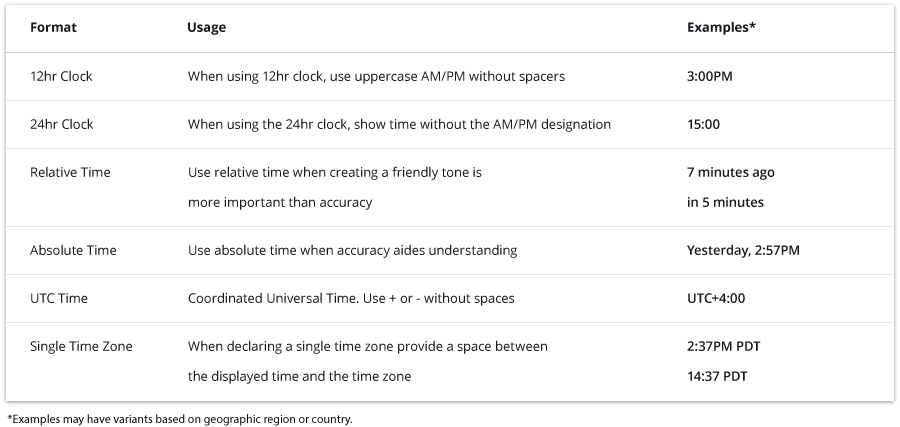 Format Usage Examples*
12hr Clock When using 12hr clock, use uppercase AM/PM without spacers 3:00PM
24hr Clock When using the 24hr clock, show time without the AM/PM designation 15:00
Relative Time Use relative time when creating a friendly tone is 7 minutes ago
more important than accuracy in 5 minutes
Absolute Time Use absolute time when accuracy aides understanding Yesterday, 2:57PM
UTC Time Coordinated Universal Time. Use + or - without spaces UTC+4:00
Single Time Zone When declaring a single time zone provide a space between 2:37PM PDT
the displayed time and the time zone 14:37 PDT
*Examples may have variants based on geographic region or country.